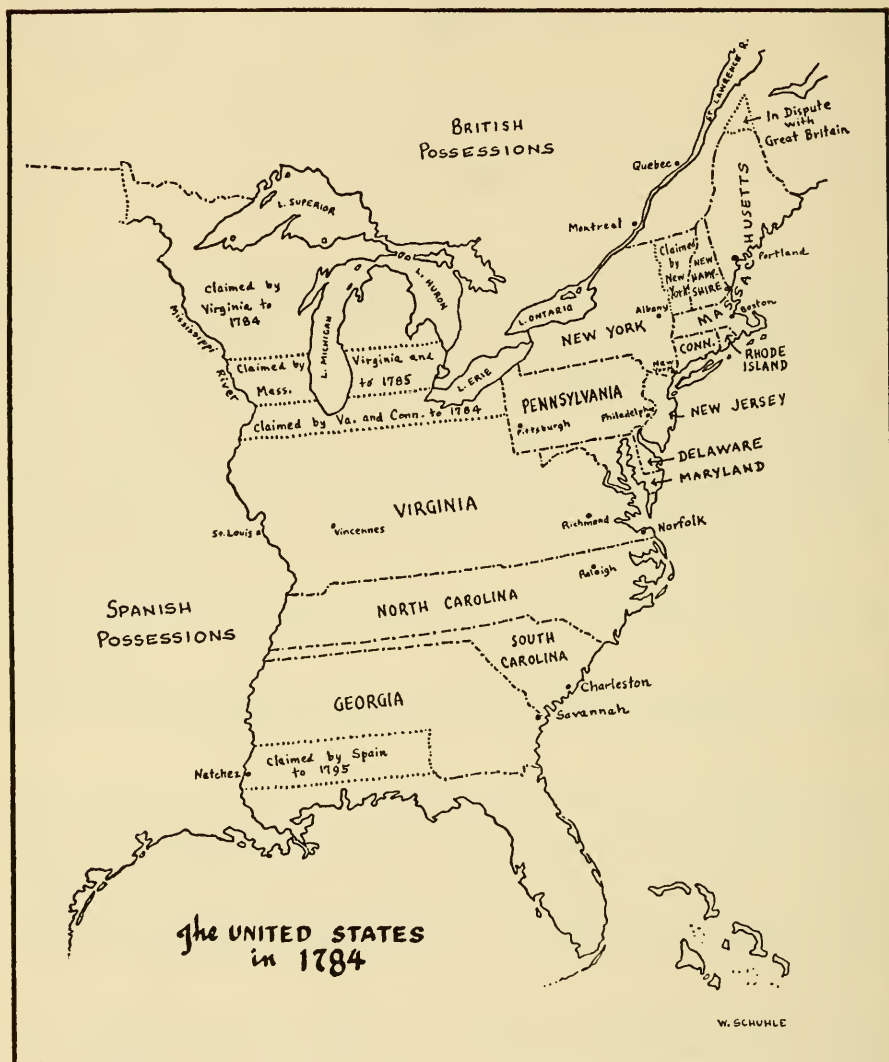 BRITISH
POSSESSIONS
ST. LAWRENCE R.
In Dispute
with
Great Britain
Quebec
Montreal
L. SUPERIOR
MASSACHUSETTS
Portland
Claimed
by
New
York
NEW
HAMP-
SHIRE
Claimed by
Virginia to
1784
L. HURON
L. MICHIGAN
L. ONTARIO
Albany
Boston
NEW YORK
CONN.
RHODE
ISLAND
Mississippi
River
Claimed by
Mass.
Virginia and
to 1785
L. ERIE
New
York
PENNSYLVANIA
Pittsburgh
Philadelph
NEW JERSEY
Claimed by Va. and Conn. to 1784
DELAWARE
MARYLAND
VIRGINIA
St. Louis
Vincennes
Richmond
Norfolk
Raleigh
NORTH CAROLINA
SPANISH
POSSESSIONS
SOUTH
CAROLINA
Charleston
GEORGIA
Savannah
Claimed by Spain
to 1795
Natchez
The UNITED STATES
in 1784
W. SCHUHLE